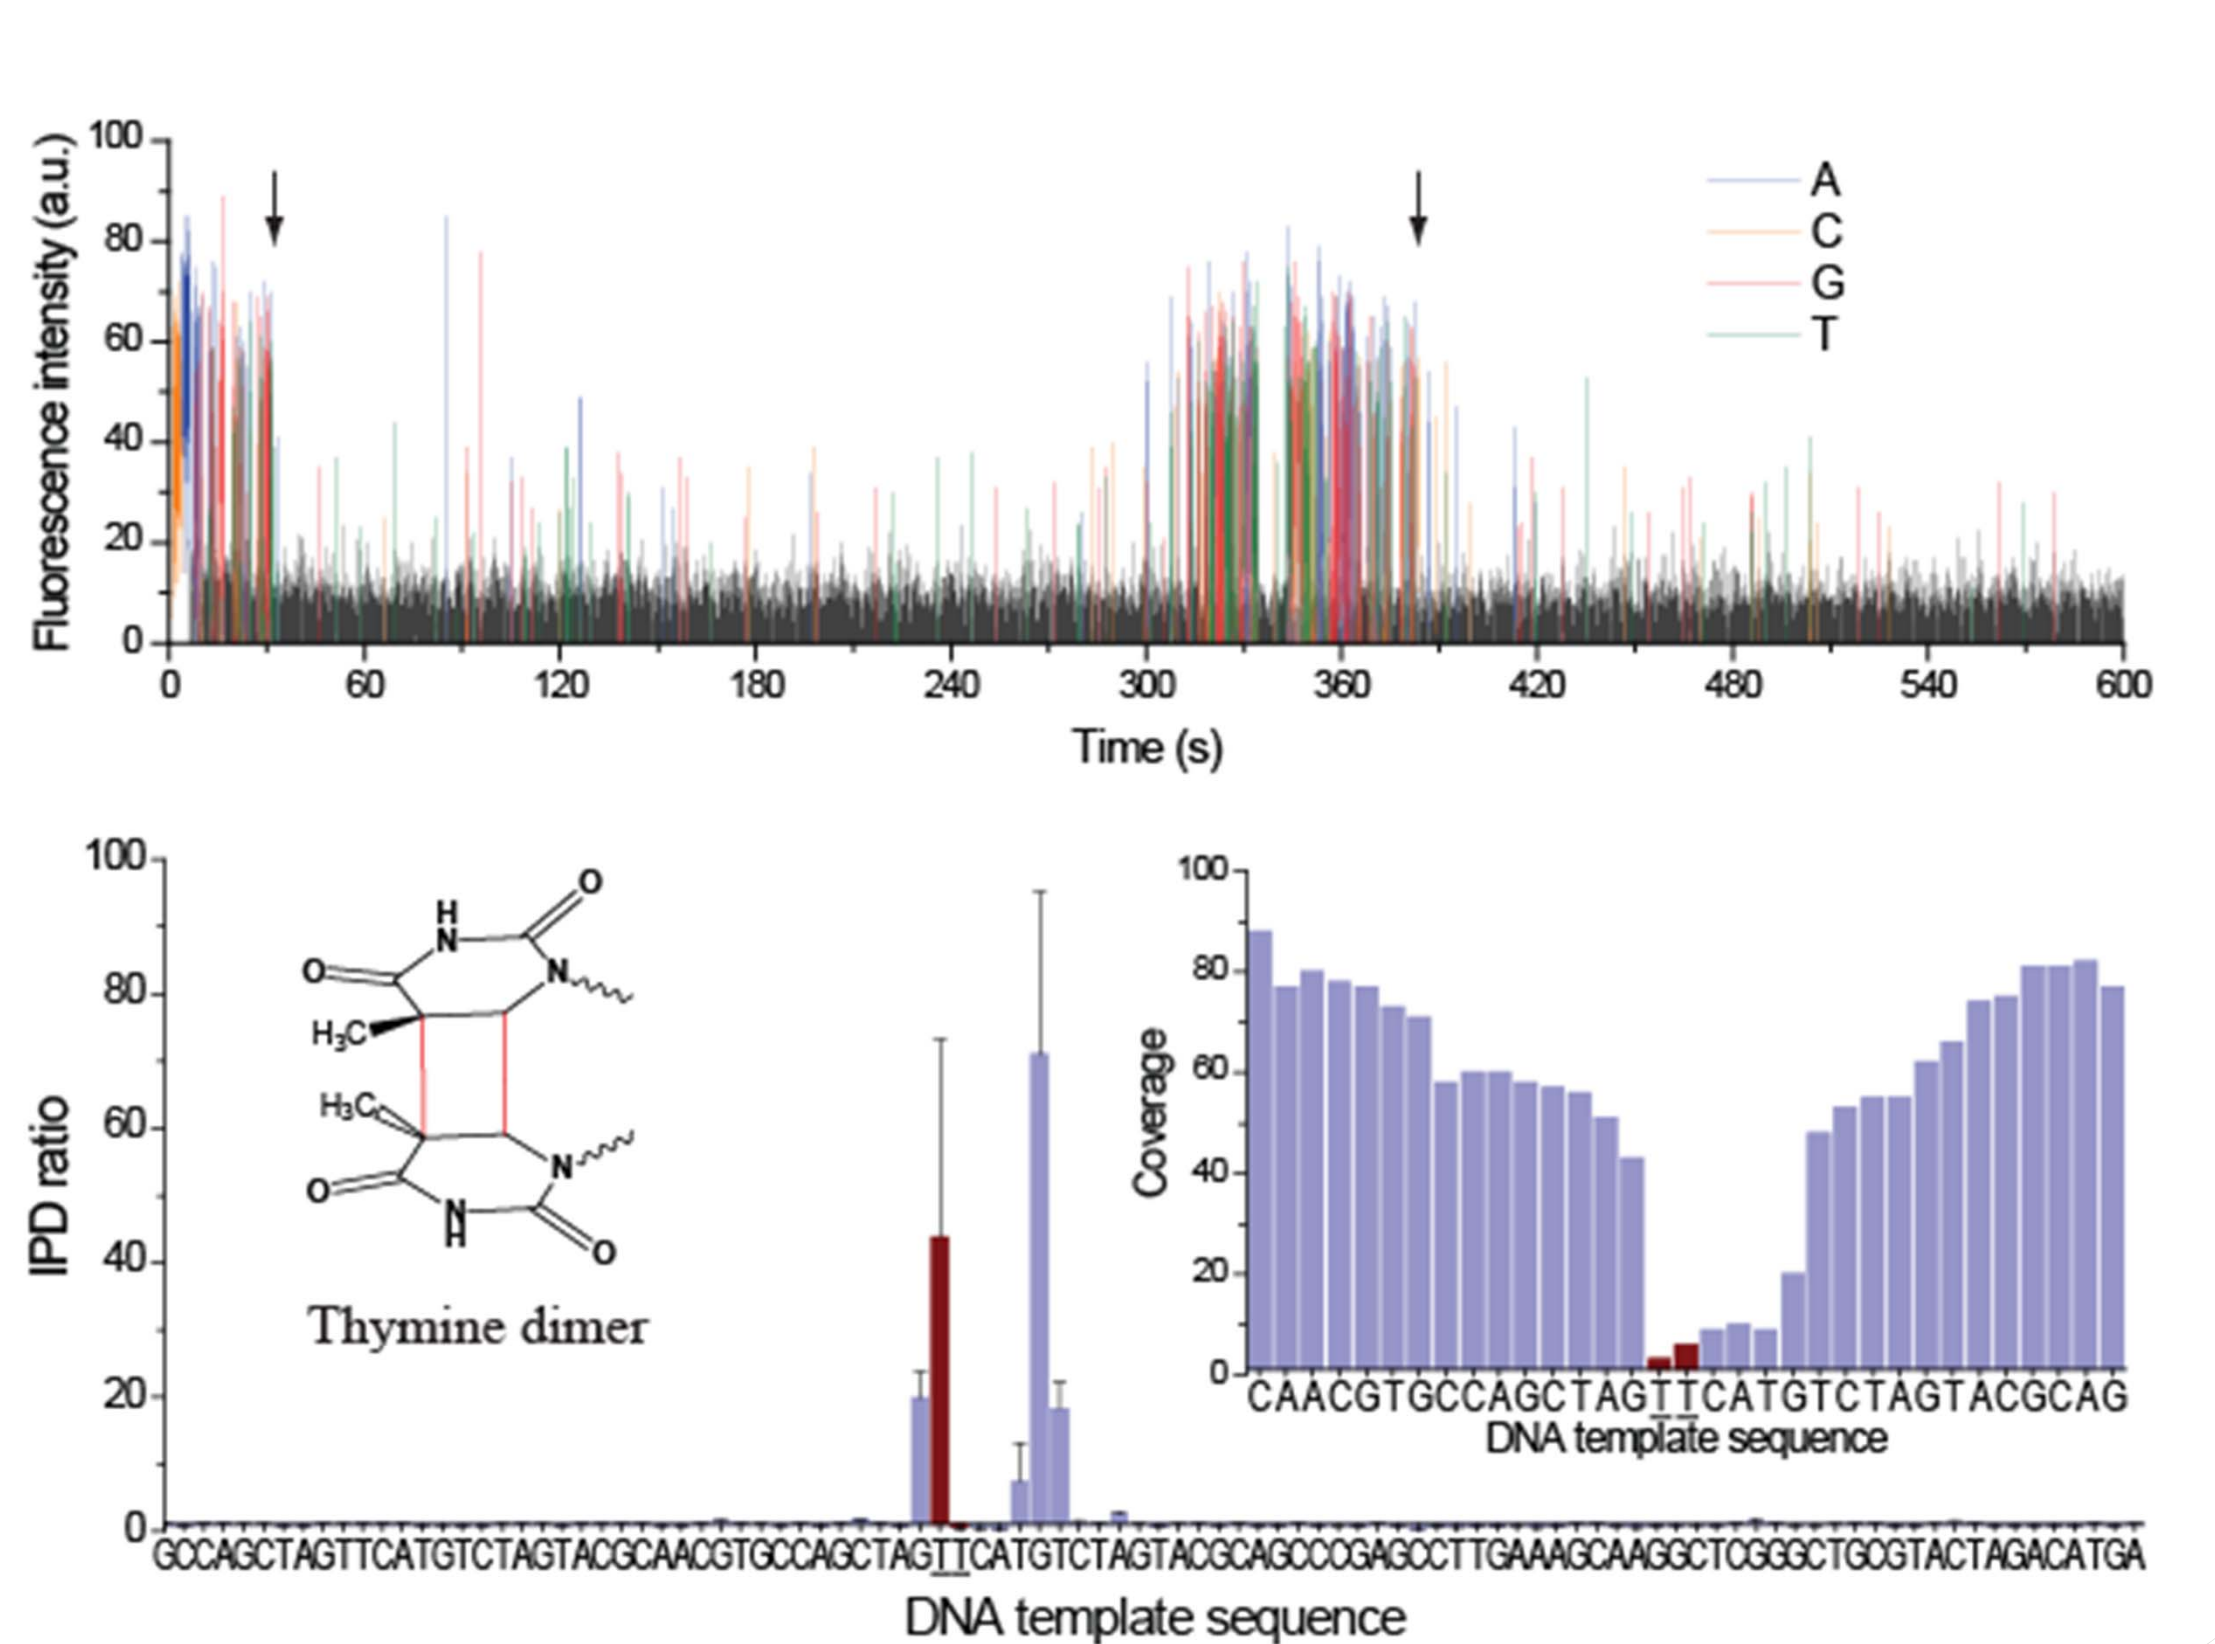 Fluorescence intensity (a.u.)
100
80
60
40
20
0
A
C
G
T
0 60 120 180 240 300 360 420 480 540 600
Time (s)
IPD ratio
100
80
60
40
20
0
O
H
N
O
N
H3C
H3C
N
O
N
H
O
Thymine dimer
Coverage
100
80
60
40
20
0
CAACGTGCCAGCTAGTTCATGTCTAGTACGCAG
DNA template sequence
GCCAGCTAGTTCATGTCTAGTACGCAACGTGCCAGCTAGTTCATGTCTAGTACGCAGCCCGAGCCTTGAAAGCAAGGCTCGGGCTGCGTACTAGACATGA
DNA template sequence